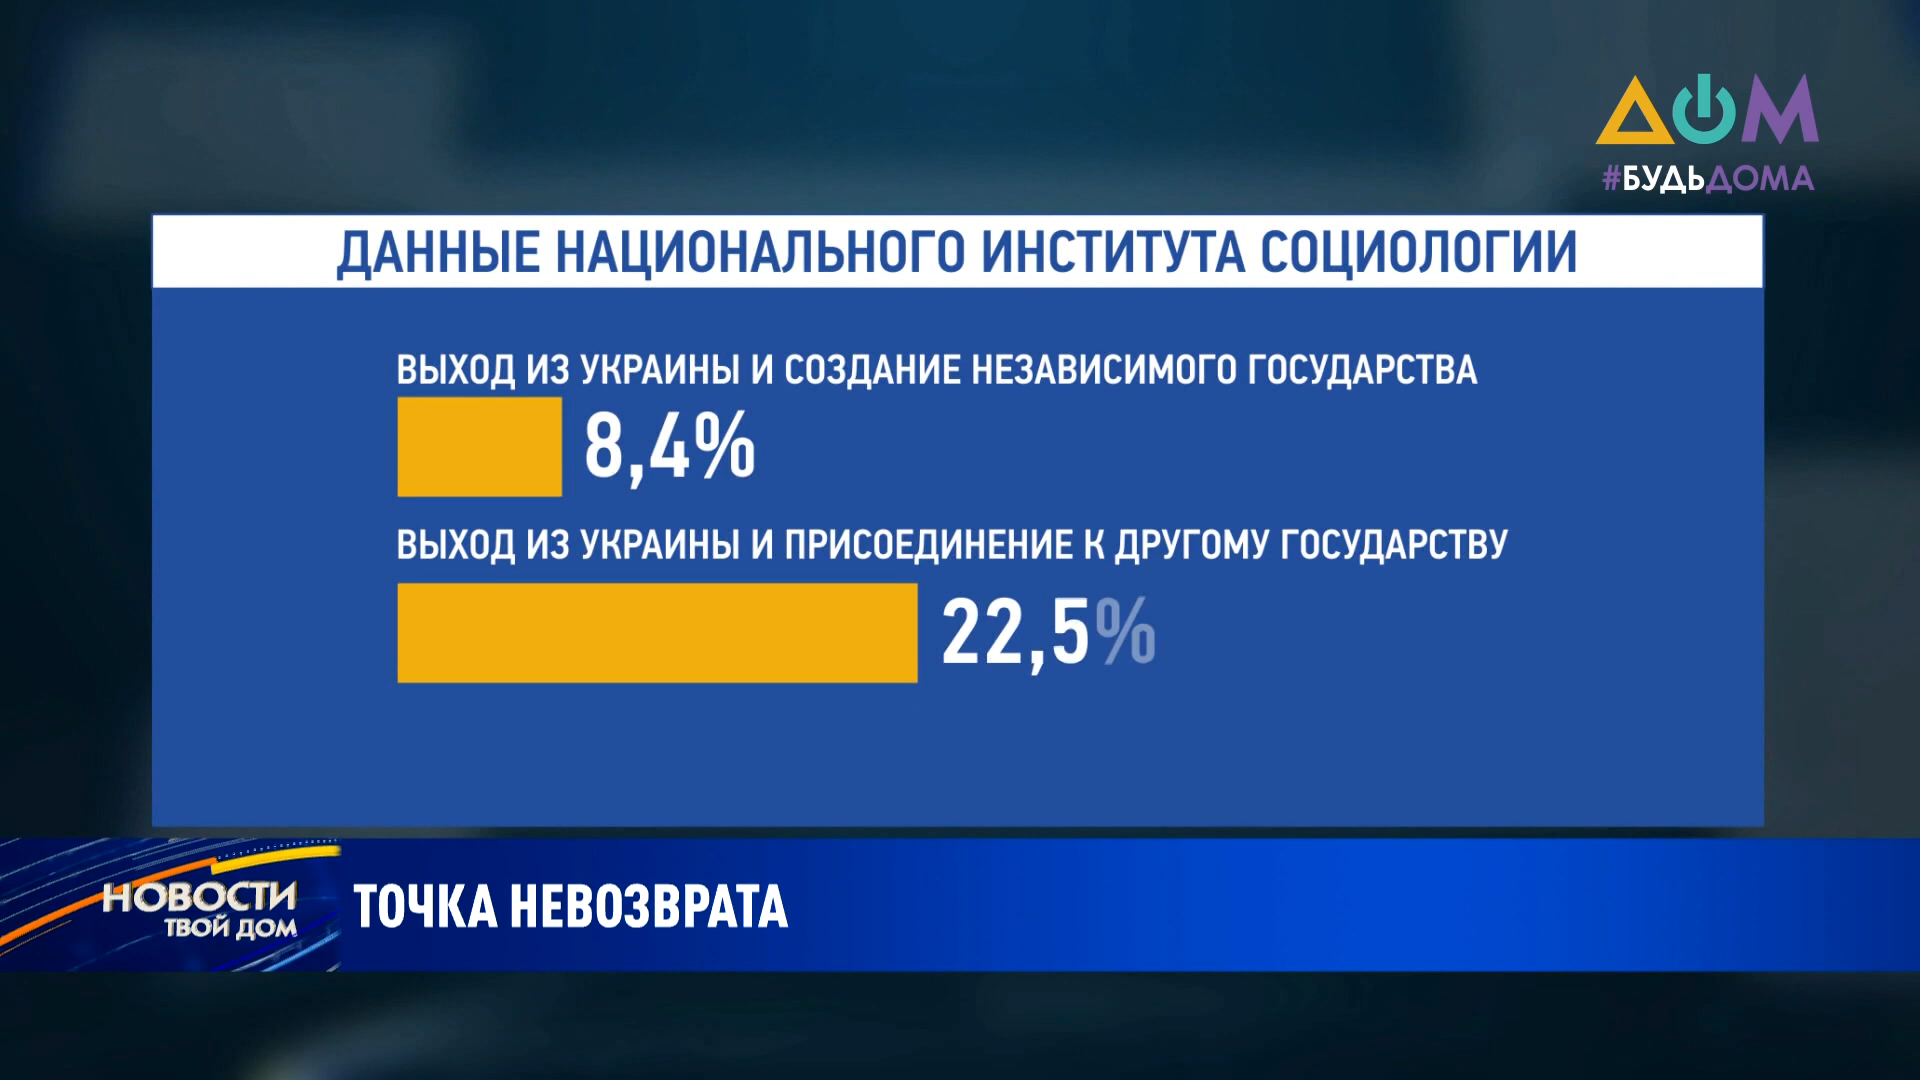 ДОМ
#БУДЬДОМА
ДАННЫЕ НАЦИОНАЛЬНОГО ИНСТИТУТА СОЦИОЛОГИИ
ВЫХОД ИЗ УКРАИНЫ И СОЗДАНИЕ НЕЗАВИСИМОГО ГОСУДАРСТВА
8,4%
ВЫХОД ИЗ УКРАИНЫ И ПРИСОЕДИНЕНИЕ К ДРУГОМУ ГОСУДАРСТВУ
22,5%
НОВОСТИ
ТВОЙ ДОМ
ТОЧКА НЕВОЗВРАТА